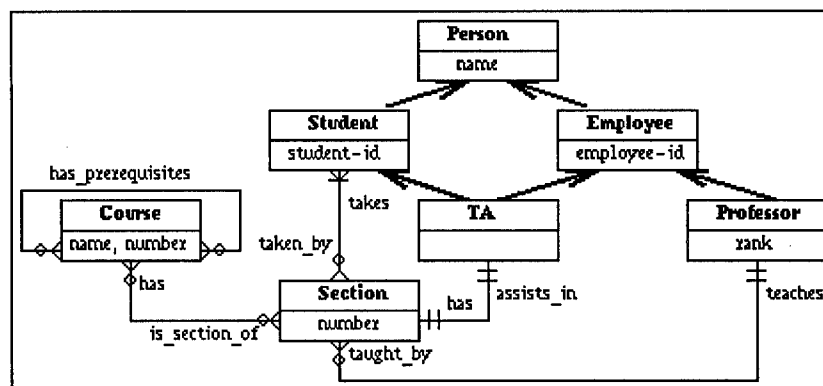 Person
name
Student
student-id
Employee
employee-id
has_prerequisites
Course
name, number
takes
TA
Professor
rank
taken_by
has
Section
number
has
assists_in
teaches
is_section_of
taught_by